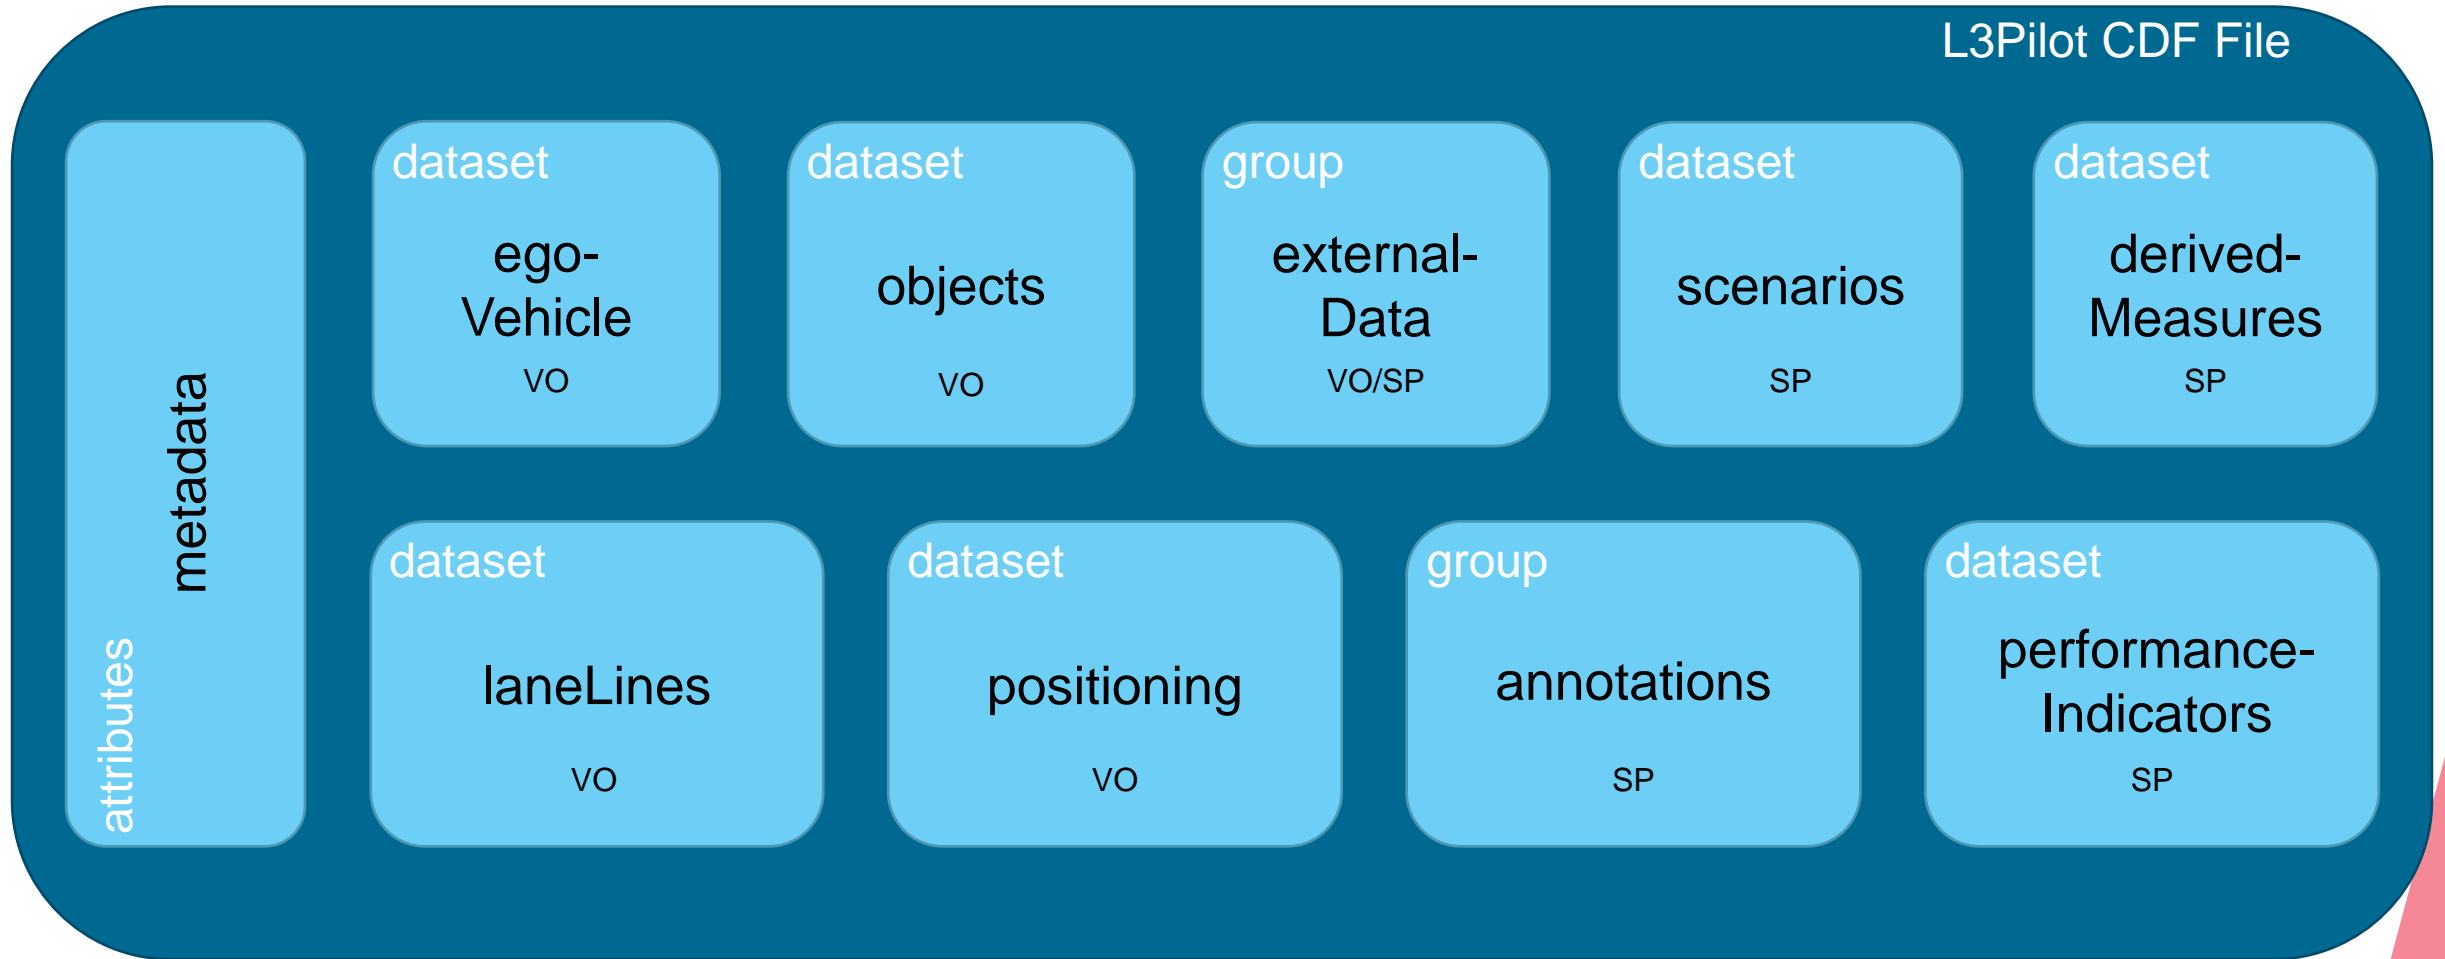 L3Pilot CDF File
attributes
metadata
dataset
ego-
Vehicle
VO
dataset
objects
VO
group
external-
Data
VO/SP
dataset
scenarios
SP
dataset
derived-
Measures
SP
dataset
laneLines
VO
dataset
positioning
VO
group
annotations
SP
dataset
performance-
Indicators
SP